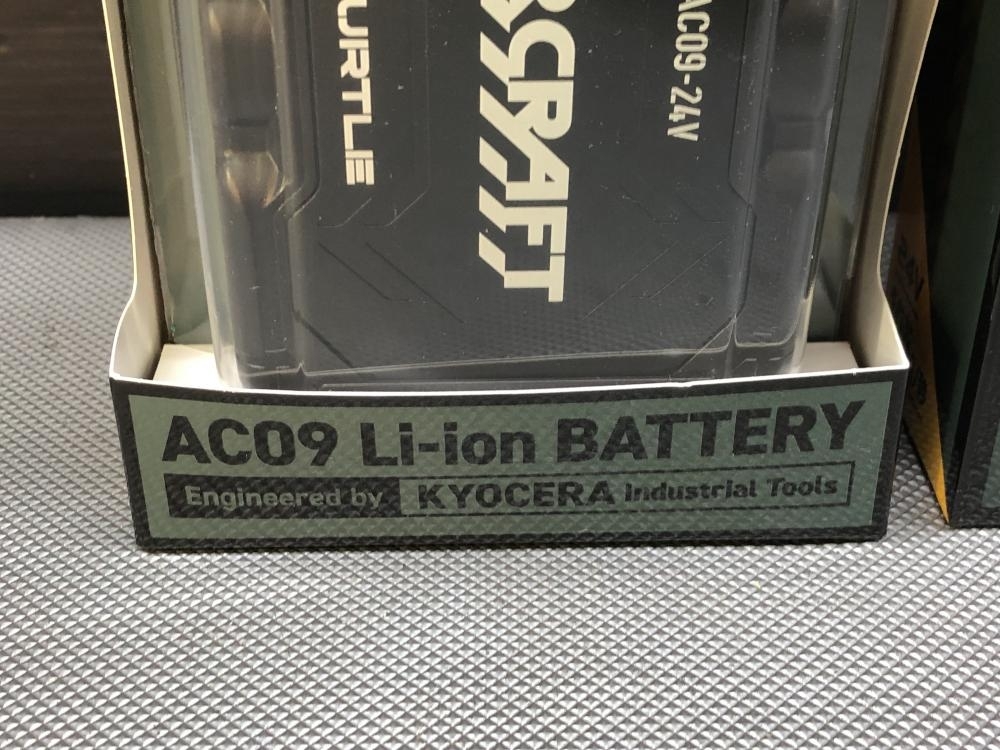 URTLE
CRAFT
AC09-24V
AC09 Li-ion BATTERY
Engineered by KYOCERA Industrial Tools